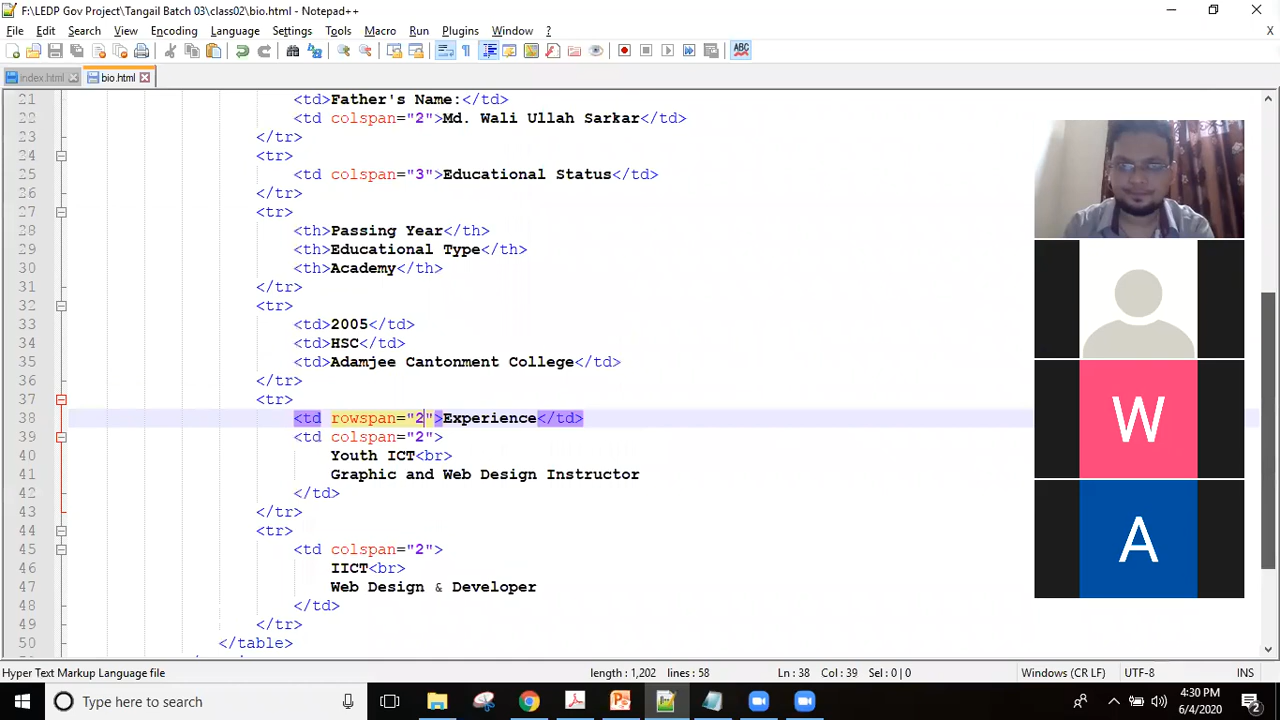 F:\LEDP Gov Project\Tangail Batch 03\class02\bio.html - Notepad++
File Edit Search View Encoding Language Settings Tools Macro Run Plugins Window ? X
index.html bio.html
21 <td>Father's Name:</td>
22 <td colspan="2">Md. Wali Ullah Sarkar</td>
23 </tr>
24 <tr>
25 <td colspan="3">Educational Status</td>
26 </tr>
27 <tr>
28 <th>Passing Year</th>
29 <th>Educational Type</th>
30 <th>Academy</th>
31 </tr>
32 <tr>
33 <td>2005</td>
34 <td>HSC</td>
35 <td>Adamjee Cantonment College</td>
36 </tr>
37 <tr>
38 <td rowspan="2">Experience</td>
39 <td colspan="2">
40 Youth ICT<br>
41 Graphic and Web Design Instructor
42 </td>
43 </tr>
44 <tr>
45 <td colspan="2">
46 IICT<br>
47 Web Design & Developer
48 </td>
49 </tr>
50 </table>
W
A
Hyper Text Markup Language file length : 1,202 lines : 58 Ln : 38 Col : 39 Sel : 0 | 0 Windows (CR LF) UTF-8 INS
Type here to search
4:30 PM
6/4/2020
2